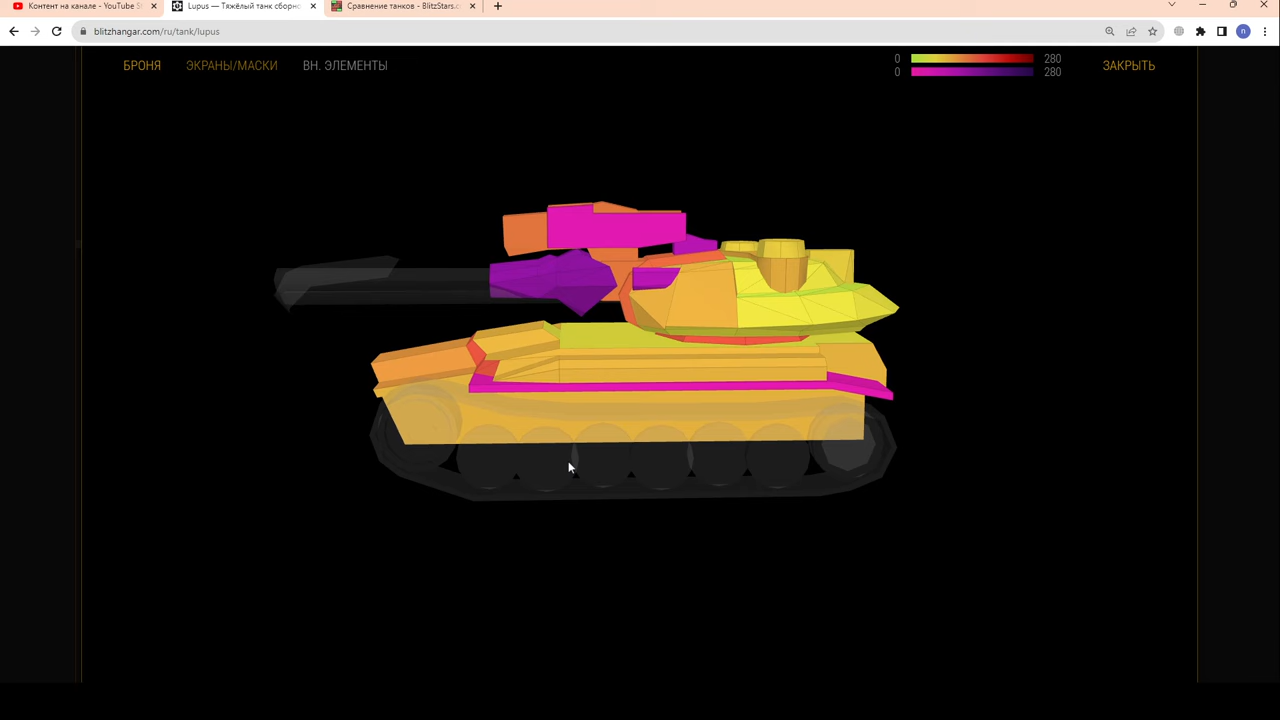 Контент на канале - YouTube S
Lupus — Тяжёлый танк сборно
Сравнение танков - BlitzStars.c
blitzhangar.com/ru/tank/lupus
n
БРОНЯ
ЭКРАНЫ/МАСКИ
ВН. ЭЛЕМЕНТЫ
0 280
0 280
ЗАКРЫТЬ